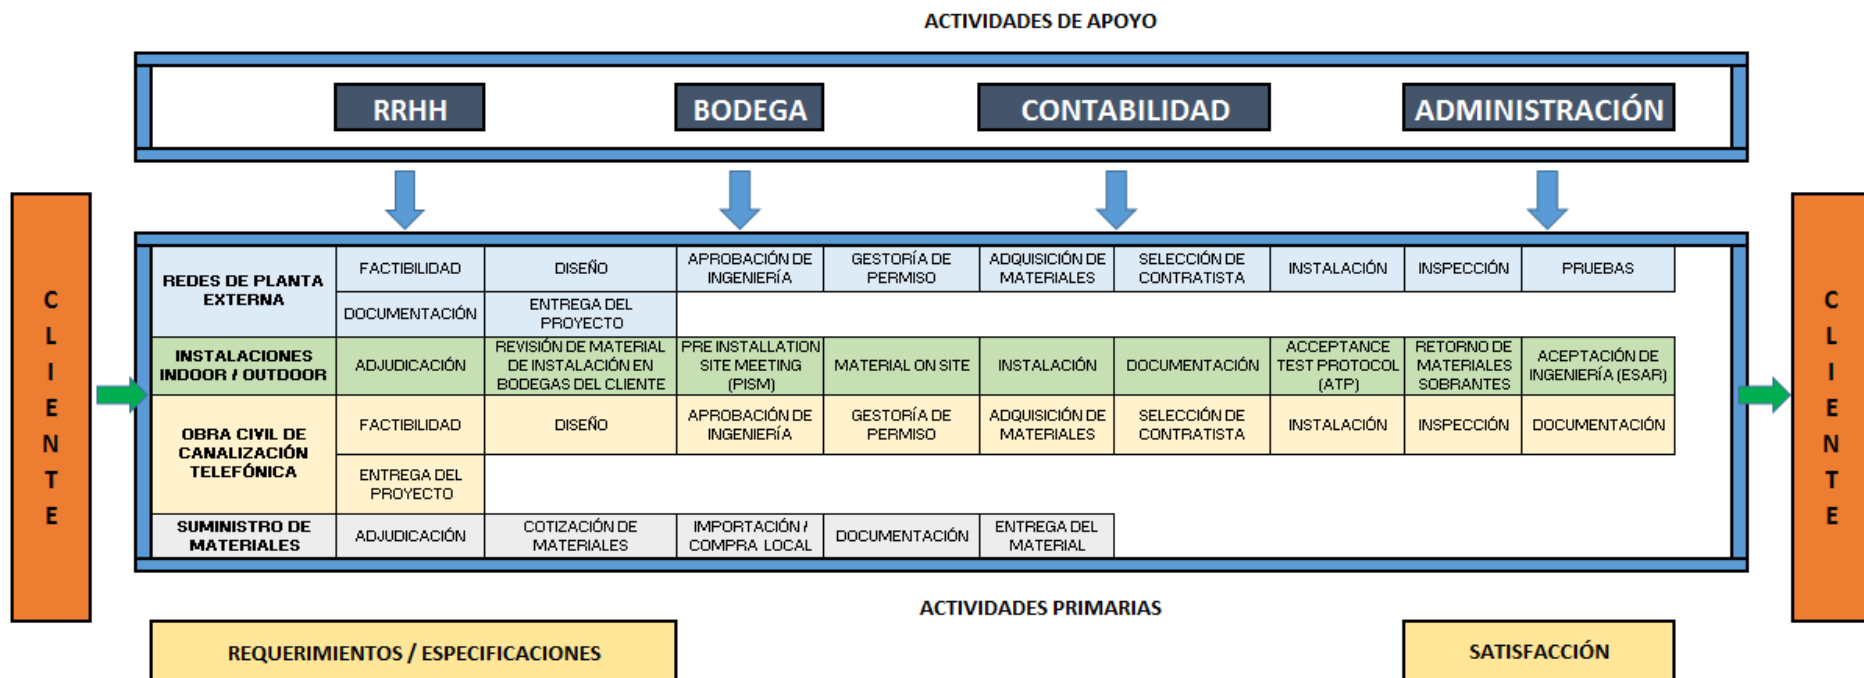 ACTIVIDADES DE APOYO
RRHH
BODEGA
CONTABILIDAD
ADMINISTRACIÓN
CLIENTE
REDES DE PLANTA
EXTERNA
FACTIBILIDAD
DISEÑO
APROBACIÓN DE
INGENIERÍA
GESTORÍA DE
PERMISO
ADQUISICIÓN DE
MATERIALES
SELECCIÓN DE
CONTRATISTA
INSTALACIÓN
INSPECCIÓN
PRUEBAS
DOCUMENTACIÓN
ENTREGA DEL
PROYECTO
INSTALACIONES
INDOOR / OUTDOOR
ADJUDICACIÓN
REVISIÓN DE MATERIAL
DE INSTALACIÓN EN
BODEGAS DEL CLIENTE
PRE INSTALLATION
SITE MEETING
(PISM)
MATERIAL ON SITE
INSTALACIÓN
DOCUMENTACIÓN
ACCEPTANCE
TEST PROTOCOL
(ATP)
RETORNO DE
MATERIALES
SOBRANTES
ACEPTACIÓN DE
INGENIERÍA (ESAR)
OBRA CIVIL DE
CANALIZACIÓN
TELEFÓNICA
FACTIBILIDAD
DISEÑO
APROBACIÓN DE
INGENIERÍA
GESTORÍA DE
PERMISO
ADQUISICIÓN DE
MATERIALES
SELECCIÓN DE
CONTRATISTA
INSTALACIÓN
INSPECCIÓN
DOCUMENTACIÓN
ENTREGA DEL
PROYECTO
SUMINISTRO DE
MATERIALES
ADJUDICACIÓN
COTIZACIÓN DE
MATERIALES
IMPORTACIÓN /
COMPRA LOCAL
DOCUMENTACIÓN
ENTREGA DEL
MATERIAL
CLIENTE
ACTIVIDADES PRIMARIAS
REQUERIMIENTOS / ESPECIFICACIONES
SATISFACCIÓN